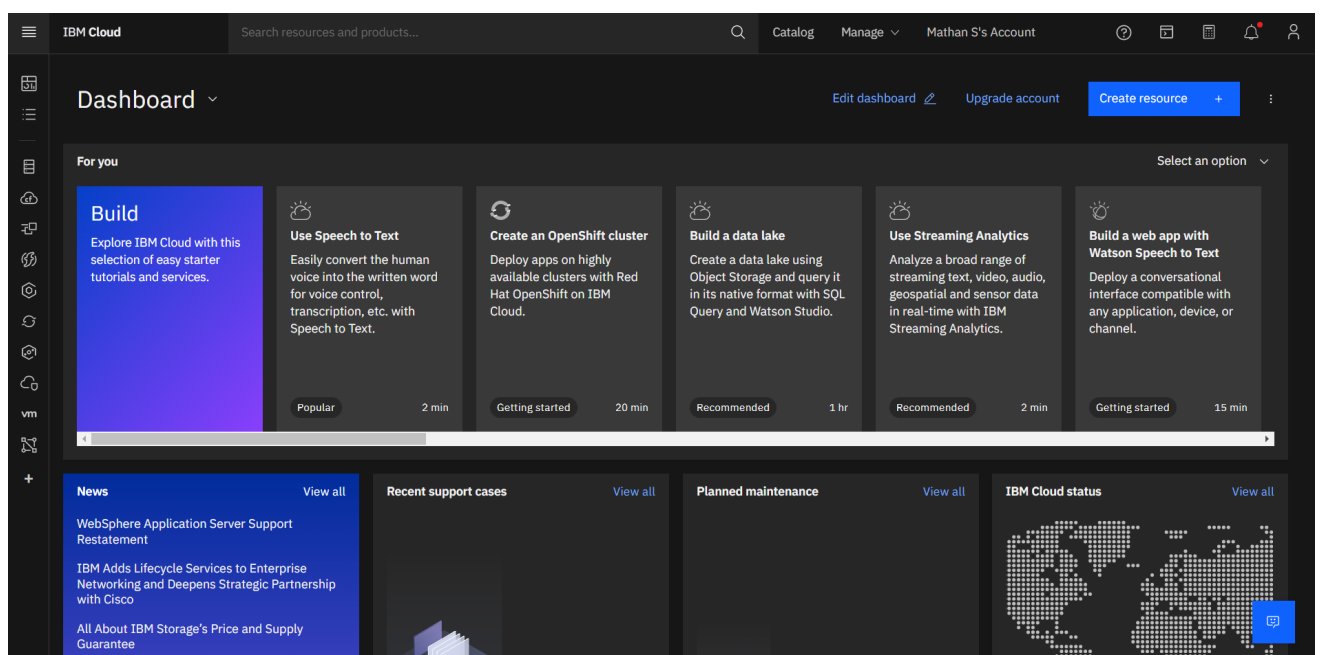 IBM Cloud
Search resources and products...
Catalog
Manage
Mathan S's Account
Dashboard
Edit dashboard
Upgrade account
Create resource +
For you
Select an option
Build
Explore IBM Cloud with this
selection of easy starter
tutorials and services.
Use Speech to Text
Easily convert the human
voice into the written word
for voice control,
transcription, etc. with
Speech to Text.
Popular
2 min
Create an OpenShift cluster
Deploy apps on highly
available clusters with Red
Hat OpenShift on IBM
Cloud.
Getting started
20 min
Build a data lake
Create a data lake using
Object Storage and query it
in its native format with SQL
Query and Watson Studio.
Recommended
1 hr
Use Streaming Analytics
Analyze a broad range of
streaming text, video, audio,
geospatial and sensor data
in real-time with IBM
Streaming Analytics.
Recommended
2 min
Build a web app with
Watson Speech to Text
Deploy a conversational
interface compatible with
any application, device, or
channel.
Getting started
15 min
cf
vm
News
View all
WebSphere Application Server Support
Restatement
IBM Adds Lifecycle Services to Enterprise
Networking and Deepens Strategic Partnership
with Cisco
All About IBM Storage's Price and Supply
Guarantee
Recent support cases
View all
Planned maintenance
View all
IBM Cloud status
View all